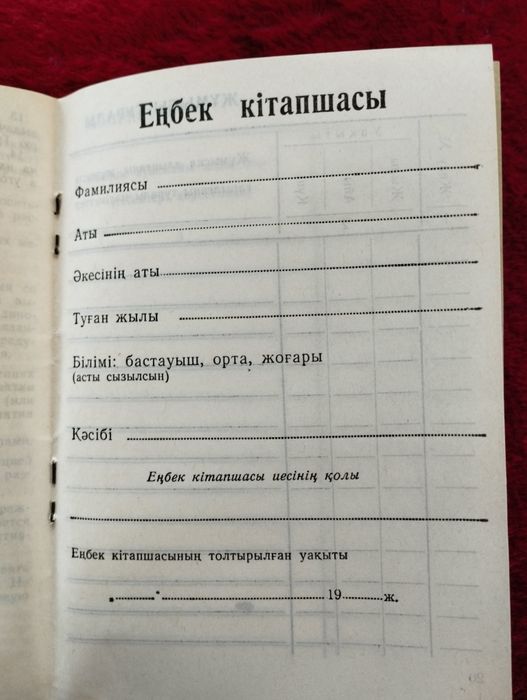 Еңбек кітапшасы
Фамилиясы
Аты
Әкесінің аты
Туған жылы
Білімі: бастауыш, орта, жоғары
(асты сызылсын)
Кәсібі
Еңбек кітапшасы иесінің қолы
Еңбек кітапшасының толтырылған уақыты
„.........“ .................... 19......... ж.